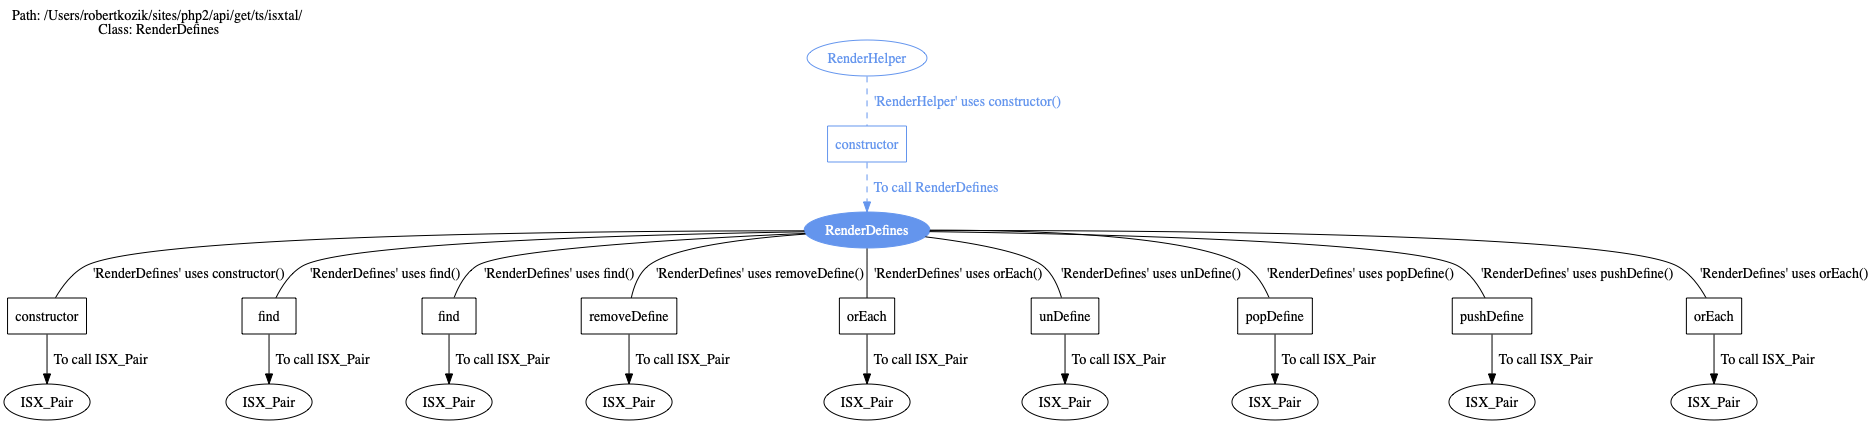 Path: /Users/robertkozik/sites/php2/api/get/ts/isxtal/
Class: RenderDefines
RenderHelper
'RenderHelper' uses constructor()
constructor
To call RenderDefines
RenderDefines
'RenderDefines' uses constructor() 'RenderDefines' uses find() 'RenderDefines' uses find() 'RenderDefines' uses removeDefine() 'RenderDefines' uses orEach() 'RenderDefines' uses unDefine() 'RenderDefines' uses popDefine() 'RenderDefines' uses pushDefine() 'RenderDefines' uses orEach()
constructor find find removeDefine orEach unDefine popDefine pushDefine orEach
To call ISX_Pair To call ISX_Pair To call ISX_Pair To call ISX_Pair To call ISX_Pair To call ISX_Pair To call ISX_Pair To call ISX_Pair To call ISX_Pair
ISX_Pair ISX_Pair ISX_Pair ISX_Pair ISX_Pair ISX_Pair ISX_Pair ISX_Pair ISX_Pair